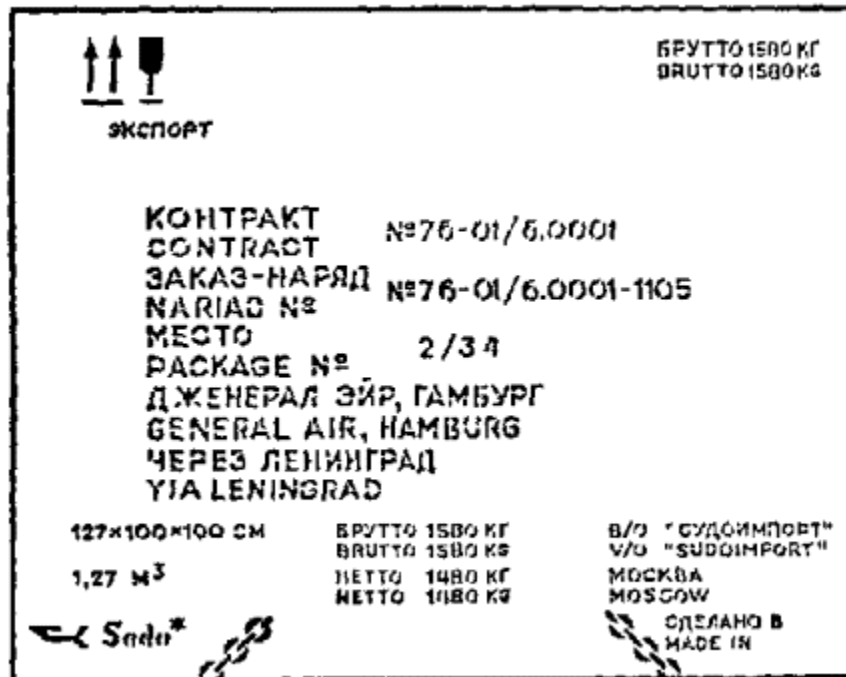 БРУТТО 1580 КГ
BRUTTO 1580 KG
ЭКСПОРТ
КОНТРАКТ
CONTRACT
№76-01/6.0001
ЗАКАЗ-НАРЯД
NARIAD №
№76-01/6.0001-1105
МЕСТО
PACKAGE №
2/34
ДЖЕНЕРАЛ ЭЙР, ГАМБУРГ
GENERAL AIR, HAMBURG
ЧЕРЕЗ ЛЕНИНГРАД
YIA LENINGRAD
127×100×100 СМ
1,27 М³
БРУТТО 1580 КГ
BRUTTO 1580 KG
НЕТТО 1480 КГ
NETTO 1480 KG
В/О "СУДОИМПОРТ"
V/O "SUDOIMPORT"
МОСКВА
MOSCOW
Sada*
СДЕЛАНО В
MADE IN